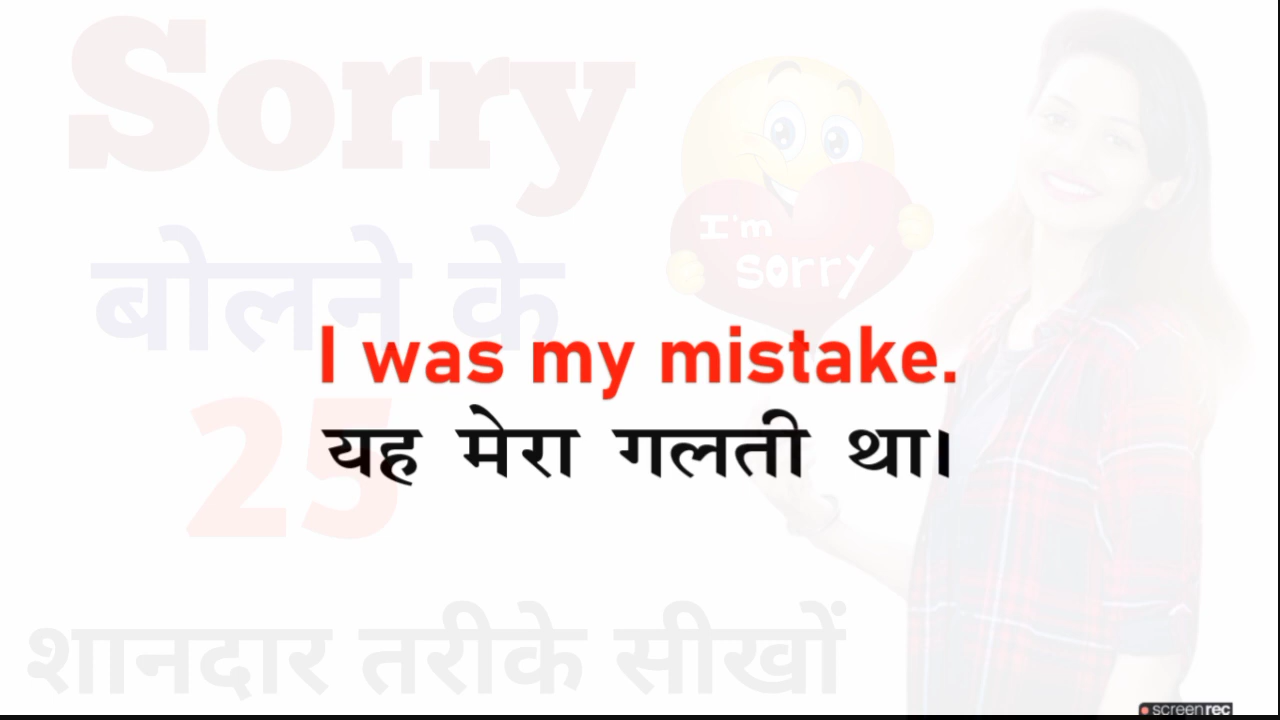 Sorry
बोलने के
25
शानदार तरीके सीखों
I'm
sorry
I was my mistake.
यह मेरा गलती था।
screenrec